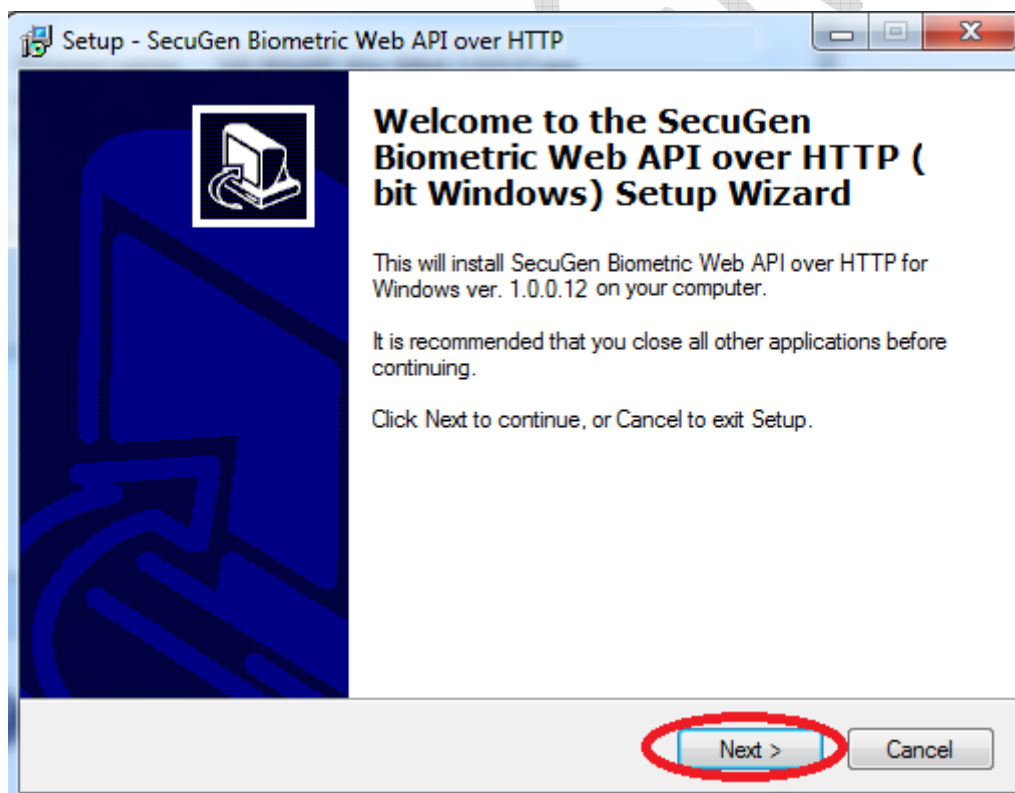 Setup - SecuGen Biometric Web API over HTTP
Welcome to the SecuGen
Biometric Web API over HTTP (
bit Windows) Setup Wizard
This will install SecuGen Biometric Web API over HTTP for
Windows ver. 1.0.0.12 on your computer.
It is recommended that you close all other applications before
continuing.
Click Next to continue, or Cancel to exit Setup.
Next >
Cancel